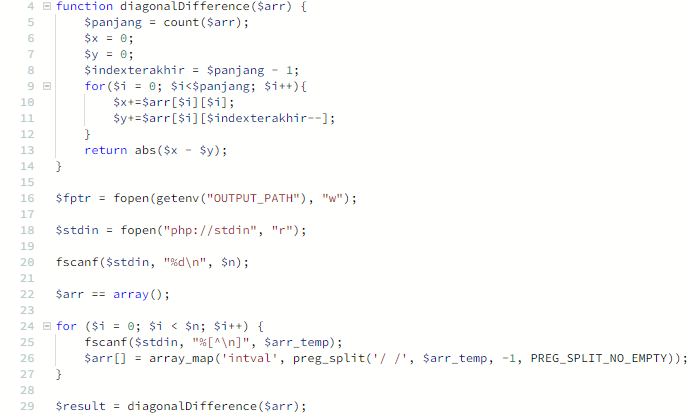 4 function diagonalDifference($arr) {
5 $panjang = count($arr);
6 $x = 0;
7 $y = 0;
8 $indexterakhir = $panjang - 1;
9 for($i = 0; $i<$panjang; $i++){
10 $x+=$arr[$i][$i];
11 $y+=$arr[$i][$indexterakhir--];
12 }
13 return abs($x - $y);
14 }
15
16 $fptr = fopen(getenv("OUTPUT_PATH"), "w");
17
18 $stdin = fopen("php://stdin", "r");
19
20 fscanf($stdin, "%d\n", $n);
21
22 $arr == array();
23
24 for ($i = 0; $i < $n; $i++) {
25 fscanf($stdin, "%[^\n]", $arr_temp);
26 $arr[] = array_map('intval', preg_split('/ /', $arr_temp, -1, PREG_SPLIT_NO_EMPTY));
27 }
28
29 $result = diagonalDifference($arr);